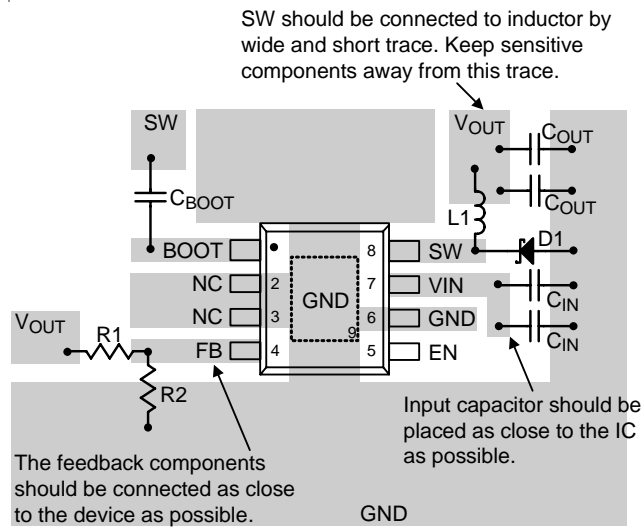 SW should be connected to inductor by
wide and short trace. Keep sensitive
components away from this trace.
SW
VOUT
COUT
CBOOT
COUT
L1
D1
BOOT
8
SW
NC
2
7
VIN
CIN
GND
NC
3
6
GND
9
CIN
VOUT
R1
FB
4
5
EN
R2
Input capacitor should be
placed as close to the IC
as possible.
The feedback components
should be connected as close
to the device as possible.
GND